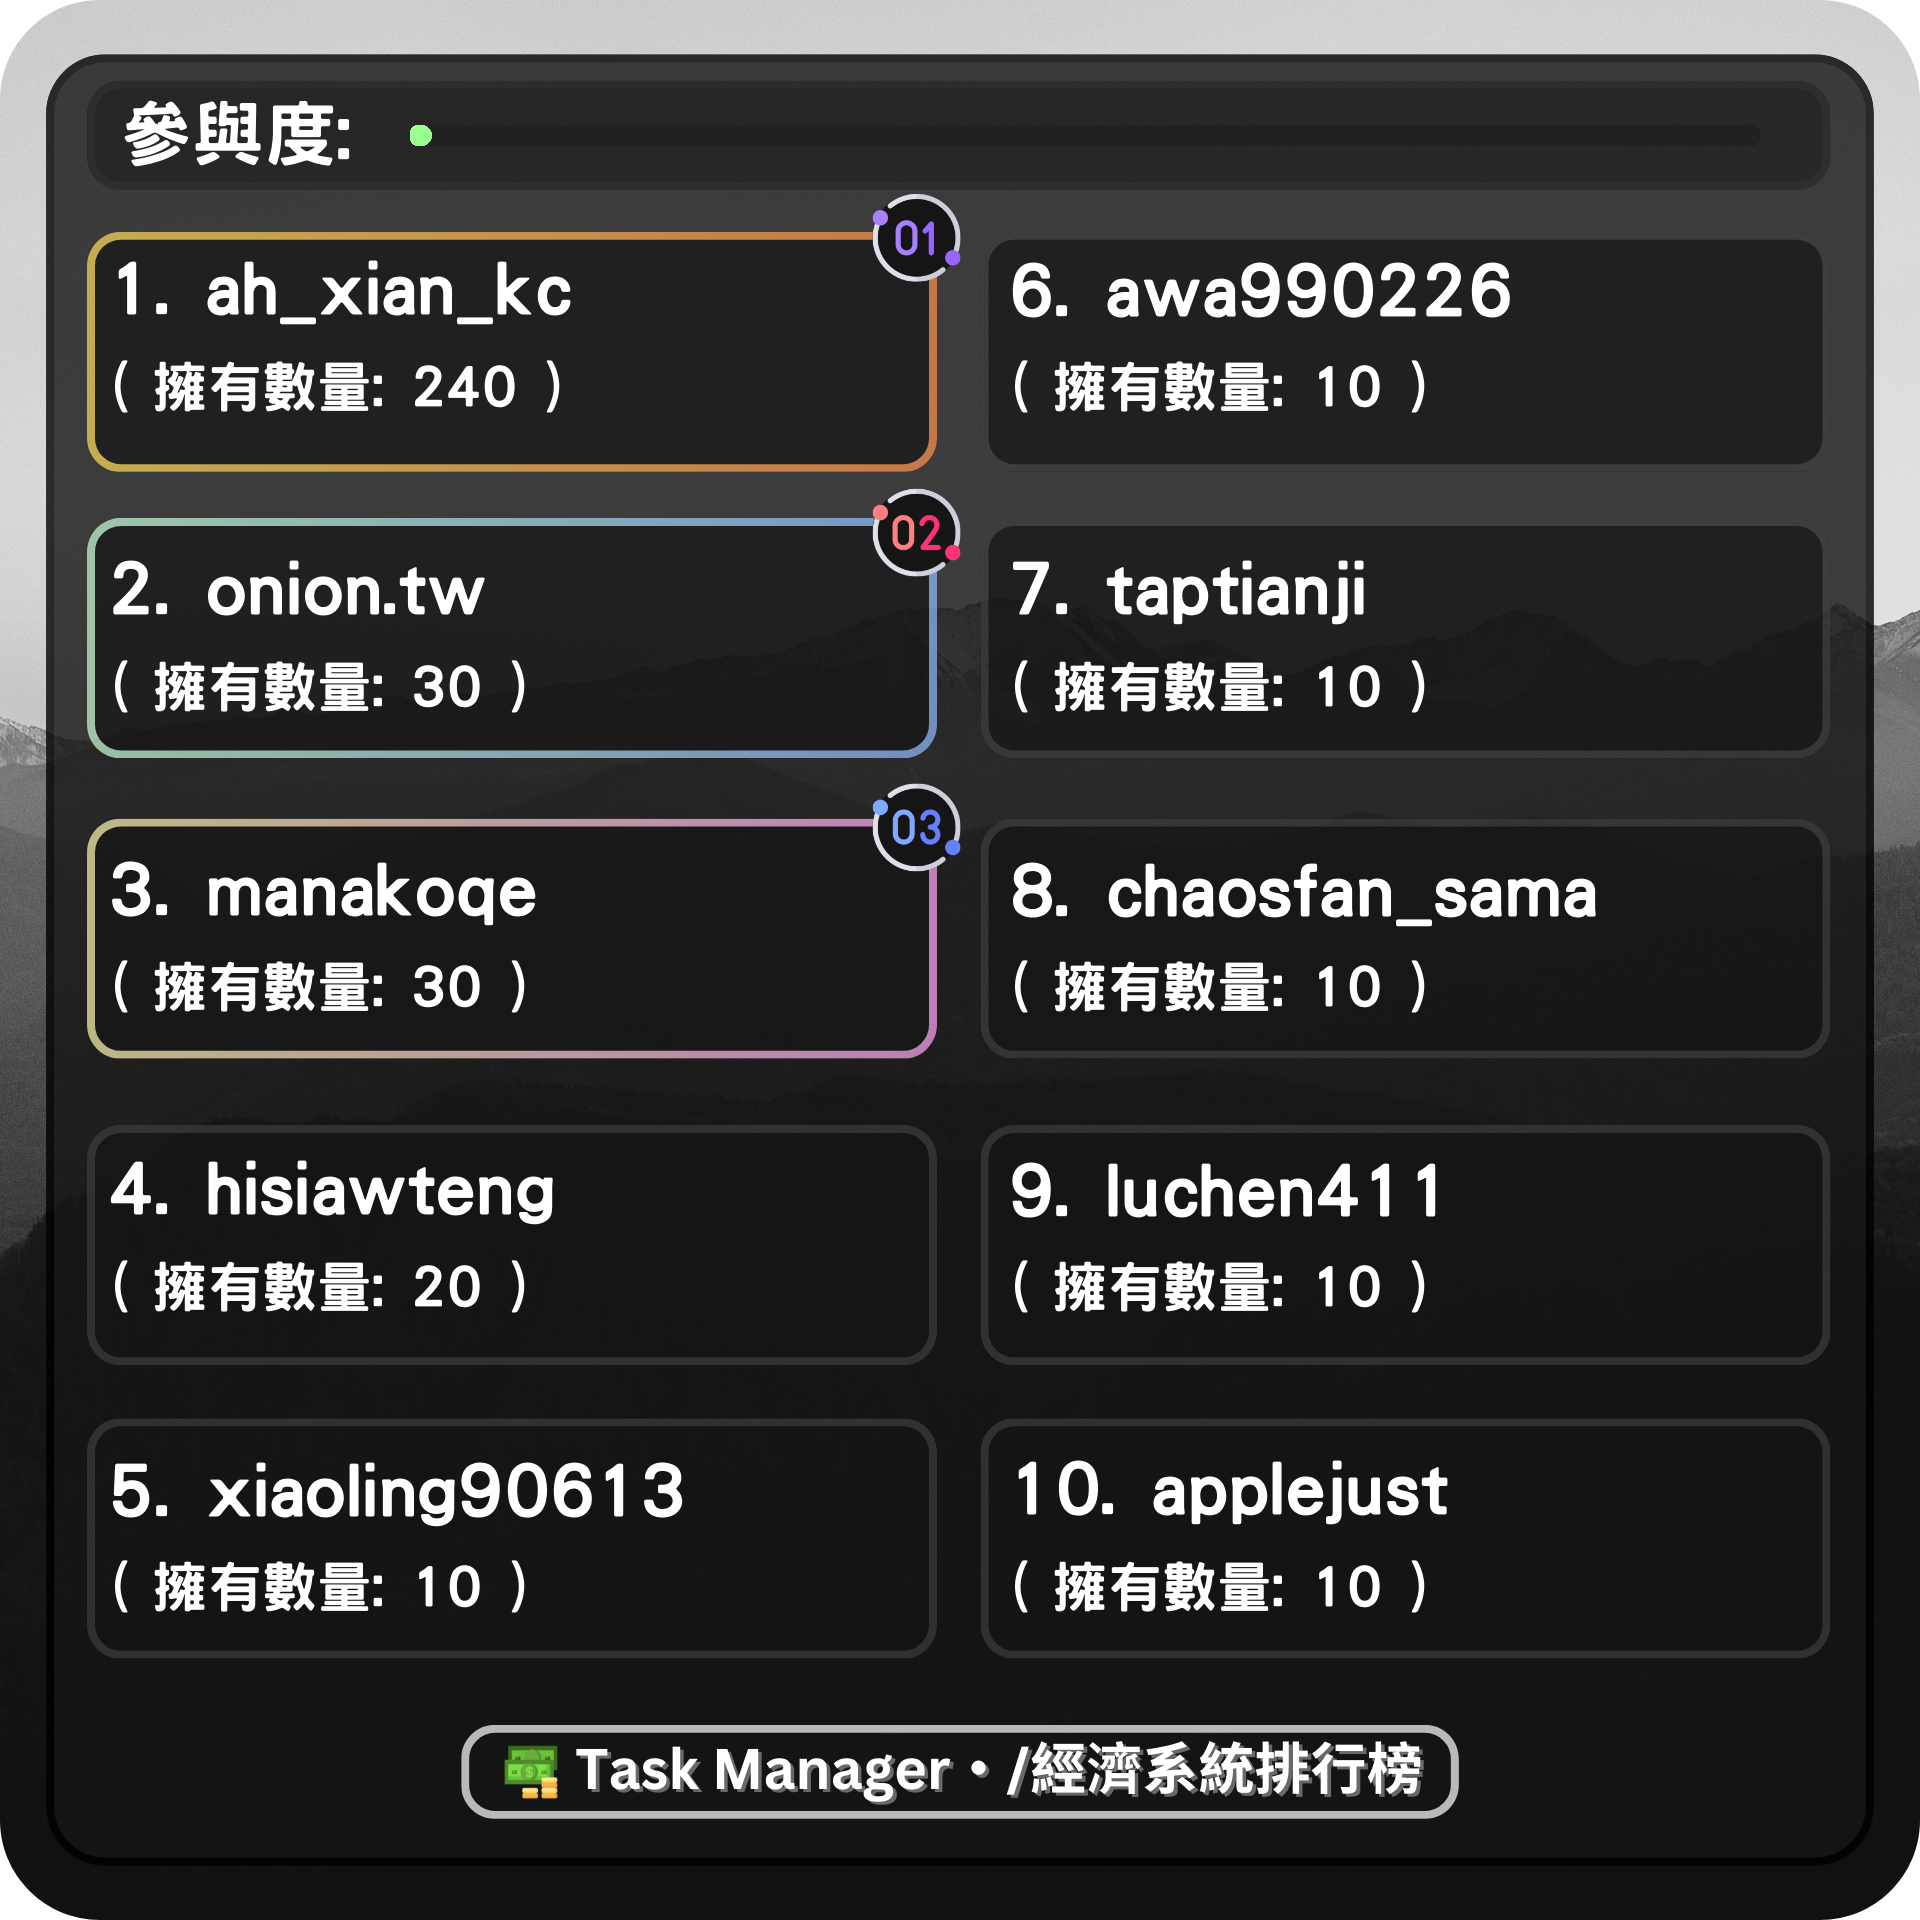 參與度:
01
1. ah_xian_kc
( 擁有數量: 240 )
02
2. onion.tw
( 擁有數量: 30 )
03
3. manakoqe
( 擁有數量: 30 )
4. hisiawteng
( 擁有數量: 20 )
5. xiaoling90613
( 擁有數量: 10 )
6. awa990226
( 擁有數量: 10 )
7. taptianji
( 擁有數量: 10 )
8. chaosfan_sama
( 擁有數量: 10 )
9. luchen411
( 擁有數量: 10 )
10. applejust
( 擁有數量: 10 )
Task Manager • /經濟系統排行榜